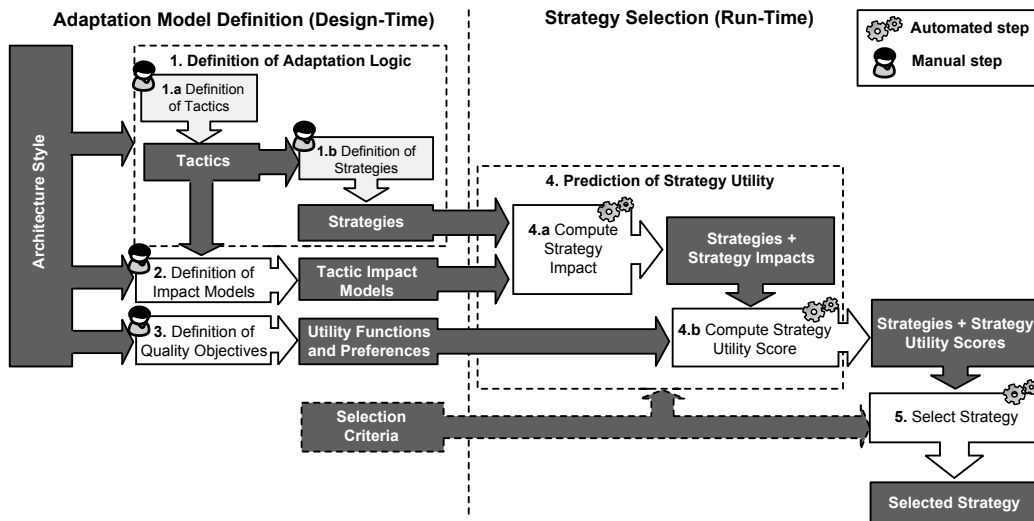 Adaptation Model Definition (Design-Time)
Strategy Selection (Run-Time)
Automated step
Manual step
Architecture Style
1. Definition of Adaptation Logic
1.a Definition
of Tactics
Tactics
1.b Definition of
Strategies
Strategies
2. Definition of
Impact Models
Tactic Impact
Models
3. Definition of
Quality Objectives
Utility Functions
and Preferences
Selection
Criteria
4. Prediction of Strategy Utility
4.a Compute
Strategy
Impact
Strategies +
Strategy Impacts
4.b Compute Strategy
Utility Score
Strategies + Strategy
Utility Scores
5. Select Strategy
Selected Strategy